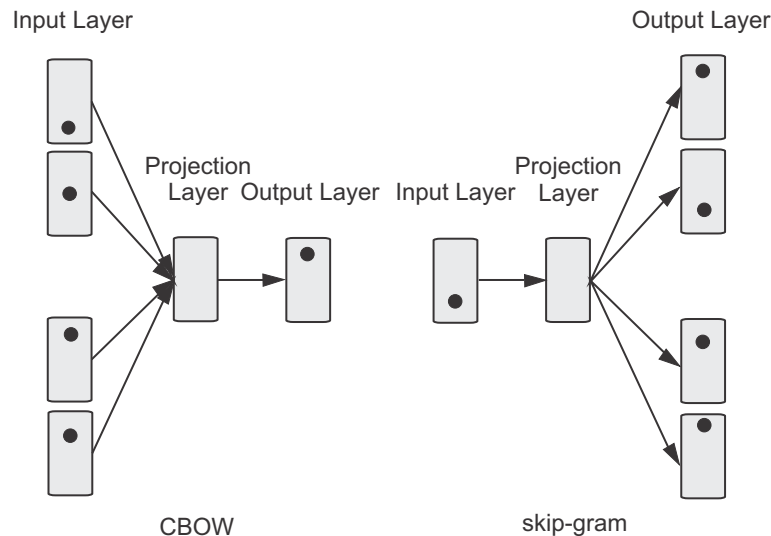 Input Layer
Output Layer
Projection
Layer
Output Layer
Input Layer
Projection
Layer
CBOW
skip-gram